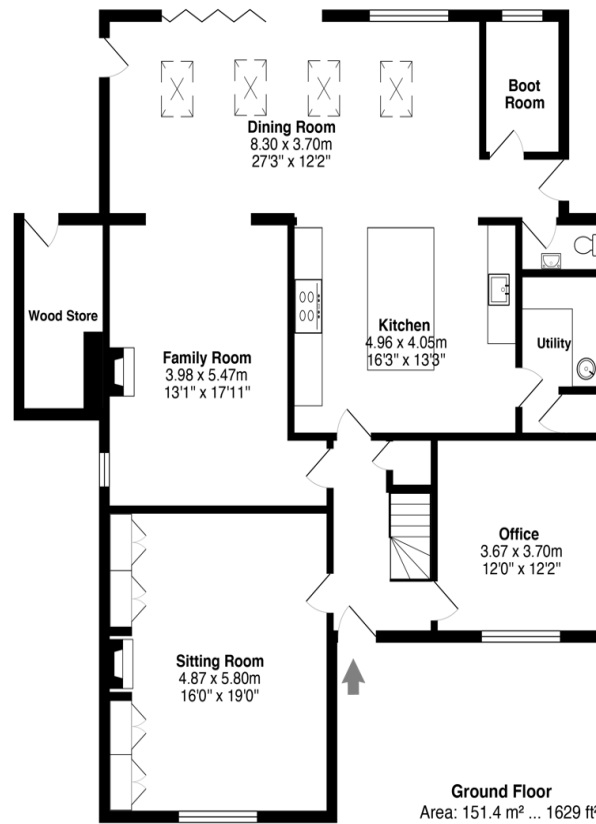 Boot
Room
Dining Room
8.30 x 3.70m
27'3" x 12'2"
Wood Store
Kitchen
4.96 x 4.05m
16'3" x 13'3"
Utility
Family Room
3.98 x 5.47m
13'1" x 17'11"
Office
3.67 x 3.70m
12'0" x 12'2"
Sitting Room
4.87 x 5.80m
16'0" x 19'0"
Ground Floor
Area: 151.4 m² ... 1629 ft²